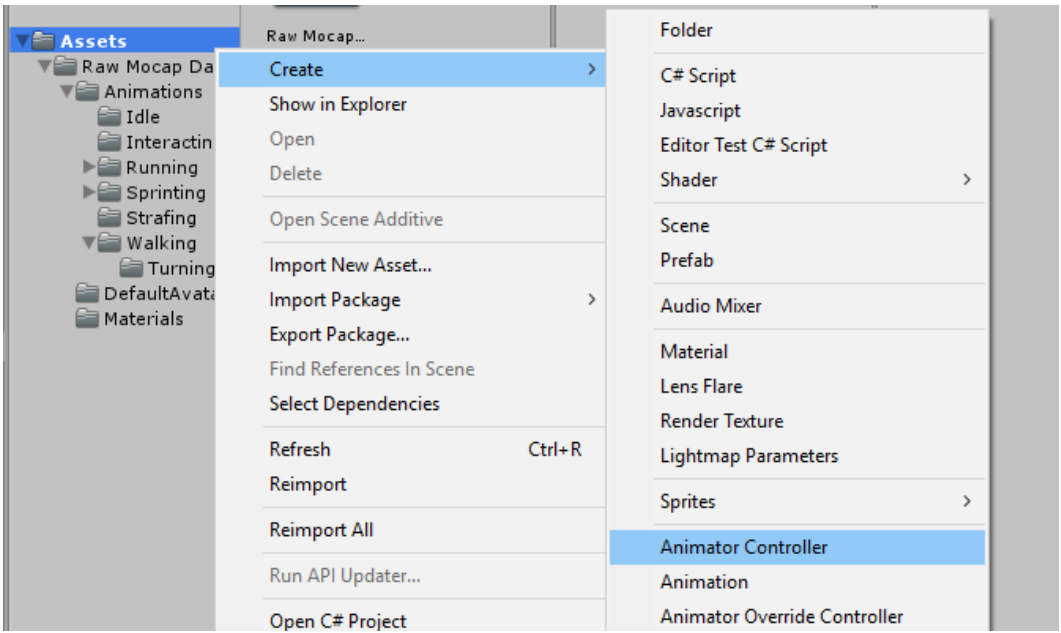 Assets
Raw Mocap Da
Animations
Idle
Interactin
Running
Sprinting
Strafing
Walking
Turning
DefaultAvata
Materials
Raw Mocap...
Create
Show in Explorer
Open
Delete
Open Scene Additive
Import New Asset...
Import Package
Export Package...
Find References In Scene
Select Dependencies
Refresh Ctrl+R
Reimport
Reimport All
Run API Updater...
Open C# Project
Folder
C# Script
Javascript
Editor Test C# Script
Shader
Scene
Prefab
Audio Mixer
Material
Lens Flare
Render Texture
Lightmap Parameters
Sprites
Animator Controller
Animation
Animator Override Controller